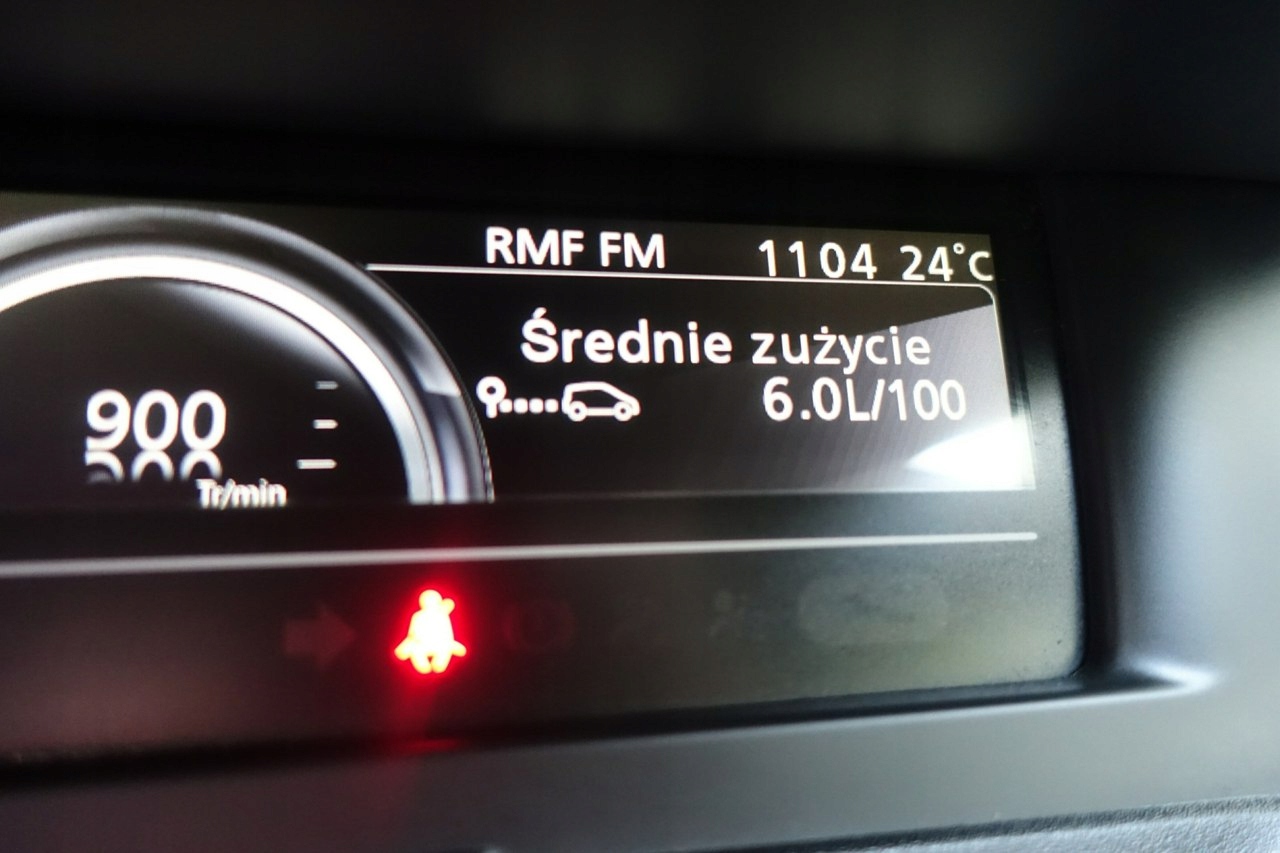 RMF FM 1104 24°C
Średnie zużycie
6.0L/100
900
Tr/min